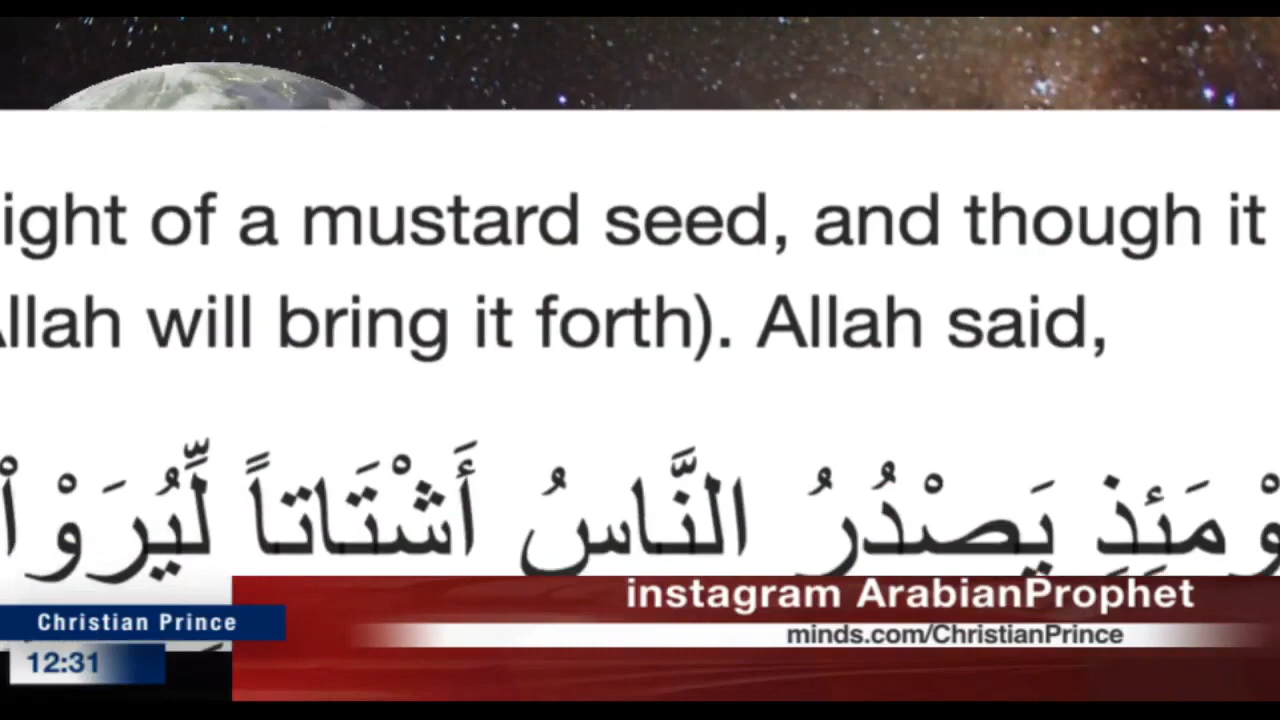 ight of a mustard seed, and though it
Allah will bring it forth). Allah said,
يَصْدُرُ النَّاسُ أَشْتَاتاً لِّيُرَوْاْ
instagram ArabianProphet
minds.com/ChristianPrince
Christian Prince
12:31